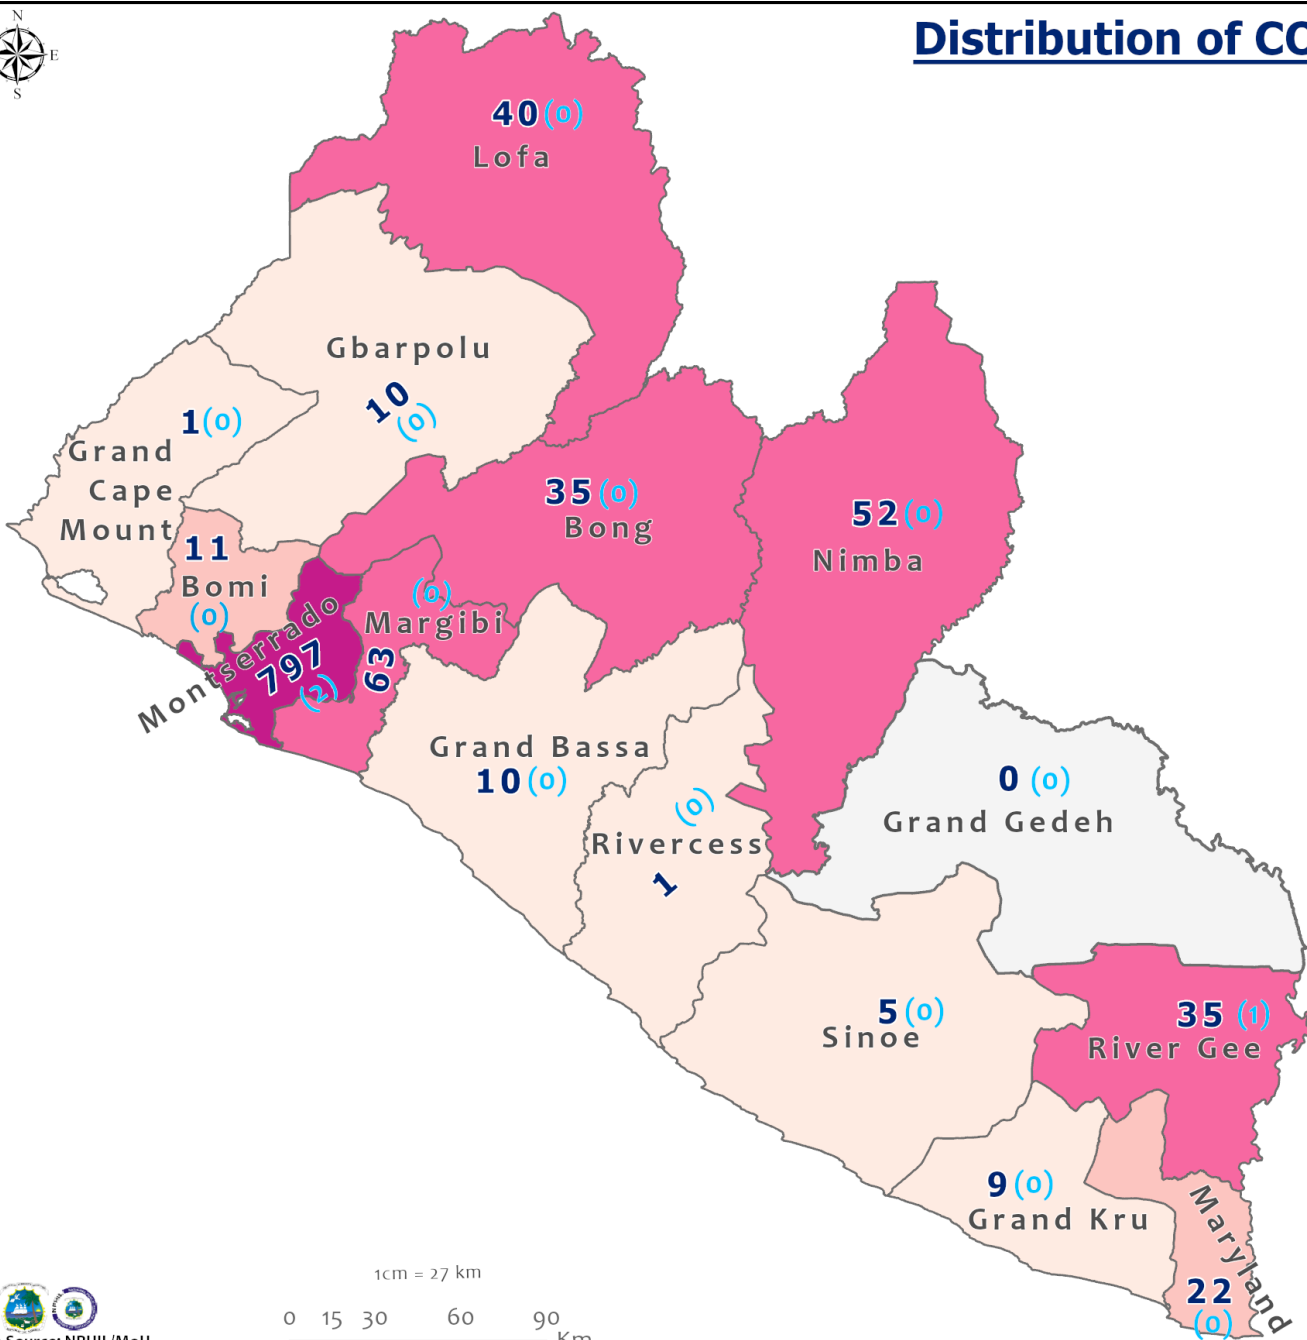 N
E
S
Distribution of CO
40 (0)
Lofa
Gbarpolu
10
(0)
1 (0)
Grand
Cape
Mount
35 (0)
Bong
52 (0)
Nimba
11
Bomi
(0)
(0)
Margibi
63
Montserrado
797
(2)
Grand Bassa
10 (0)
(0)
Rivercess
1
0 (0)
Grand Gedeh
5 (0)
Sinoe
35 (1)
River Gee
9 (0)
Grand Kru
Maryland
22
(0)
1cm = 27 km
0 15 30 60 90
Km
Source: NPHIL/MoH